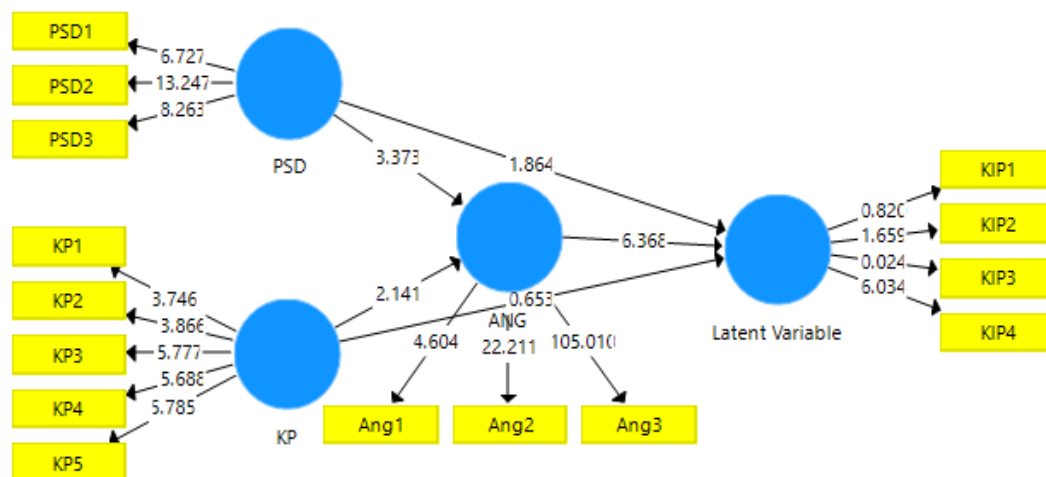 PSD1
6.727
PSD2
13.247
PSD3
8.263
PSD
3.373
1.864
KIP1
0.820
KIP2
1.659
KIP3
0.024
KIP4
6.034
6.368
Latent Variable
KP1
3.746
KP2
3.866
KP3
5.777
KP4
5.688
KP5
5.785
KP
2.141
0.653
ANG
4.604
22.211
105.010
Ang1
Ang2
Ang3